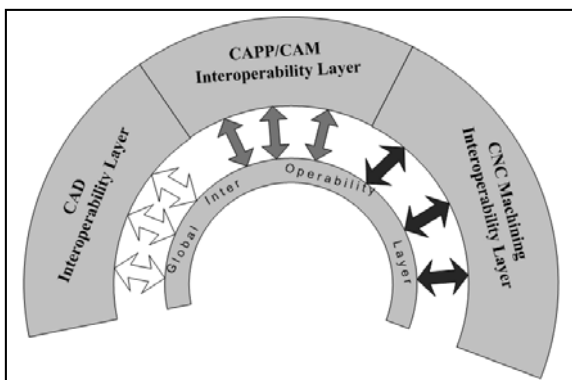 CAD
Interoperability Layer
CAPP/CAM
Interoperability Layer
CNC Machining
Interoperability Layer
Global Inter Operability Layer